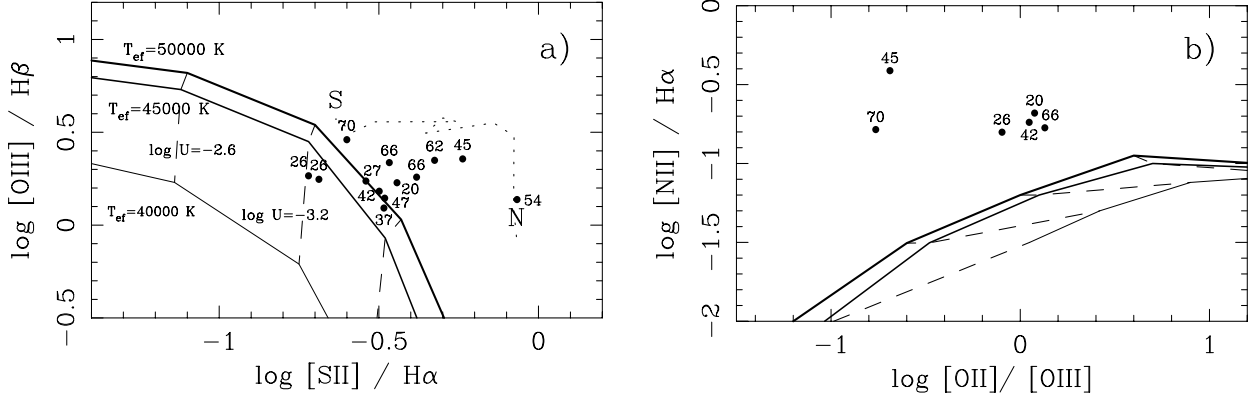 a)
log [OIII] / Hβ
1
0.5
0
−0.5
T_ef=50000 K
T_ef=45000 K
log U=−2.6
T_ef=40000 K
log U=−3.2
S
70
66
62
45
26
26
27
66
42
20
47
37
54
N
−1
−0.5
0
log [SII] / Hα
b)
log [NII] / Hα
0
−0.5
−1
−1.5
−2
45
70
20
26
66
42
−1
0
1
log [OII]/ [OIII]